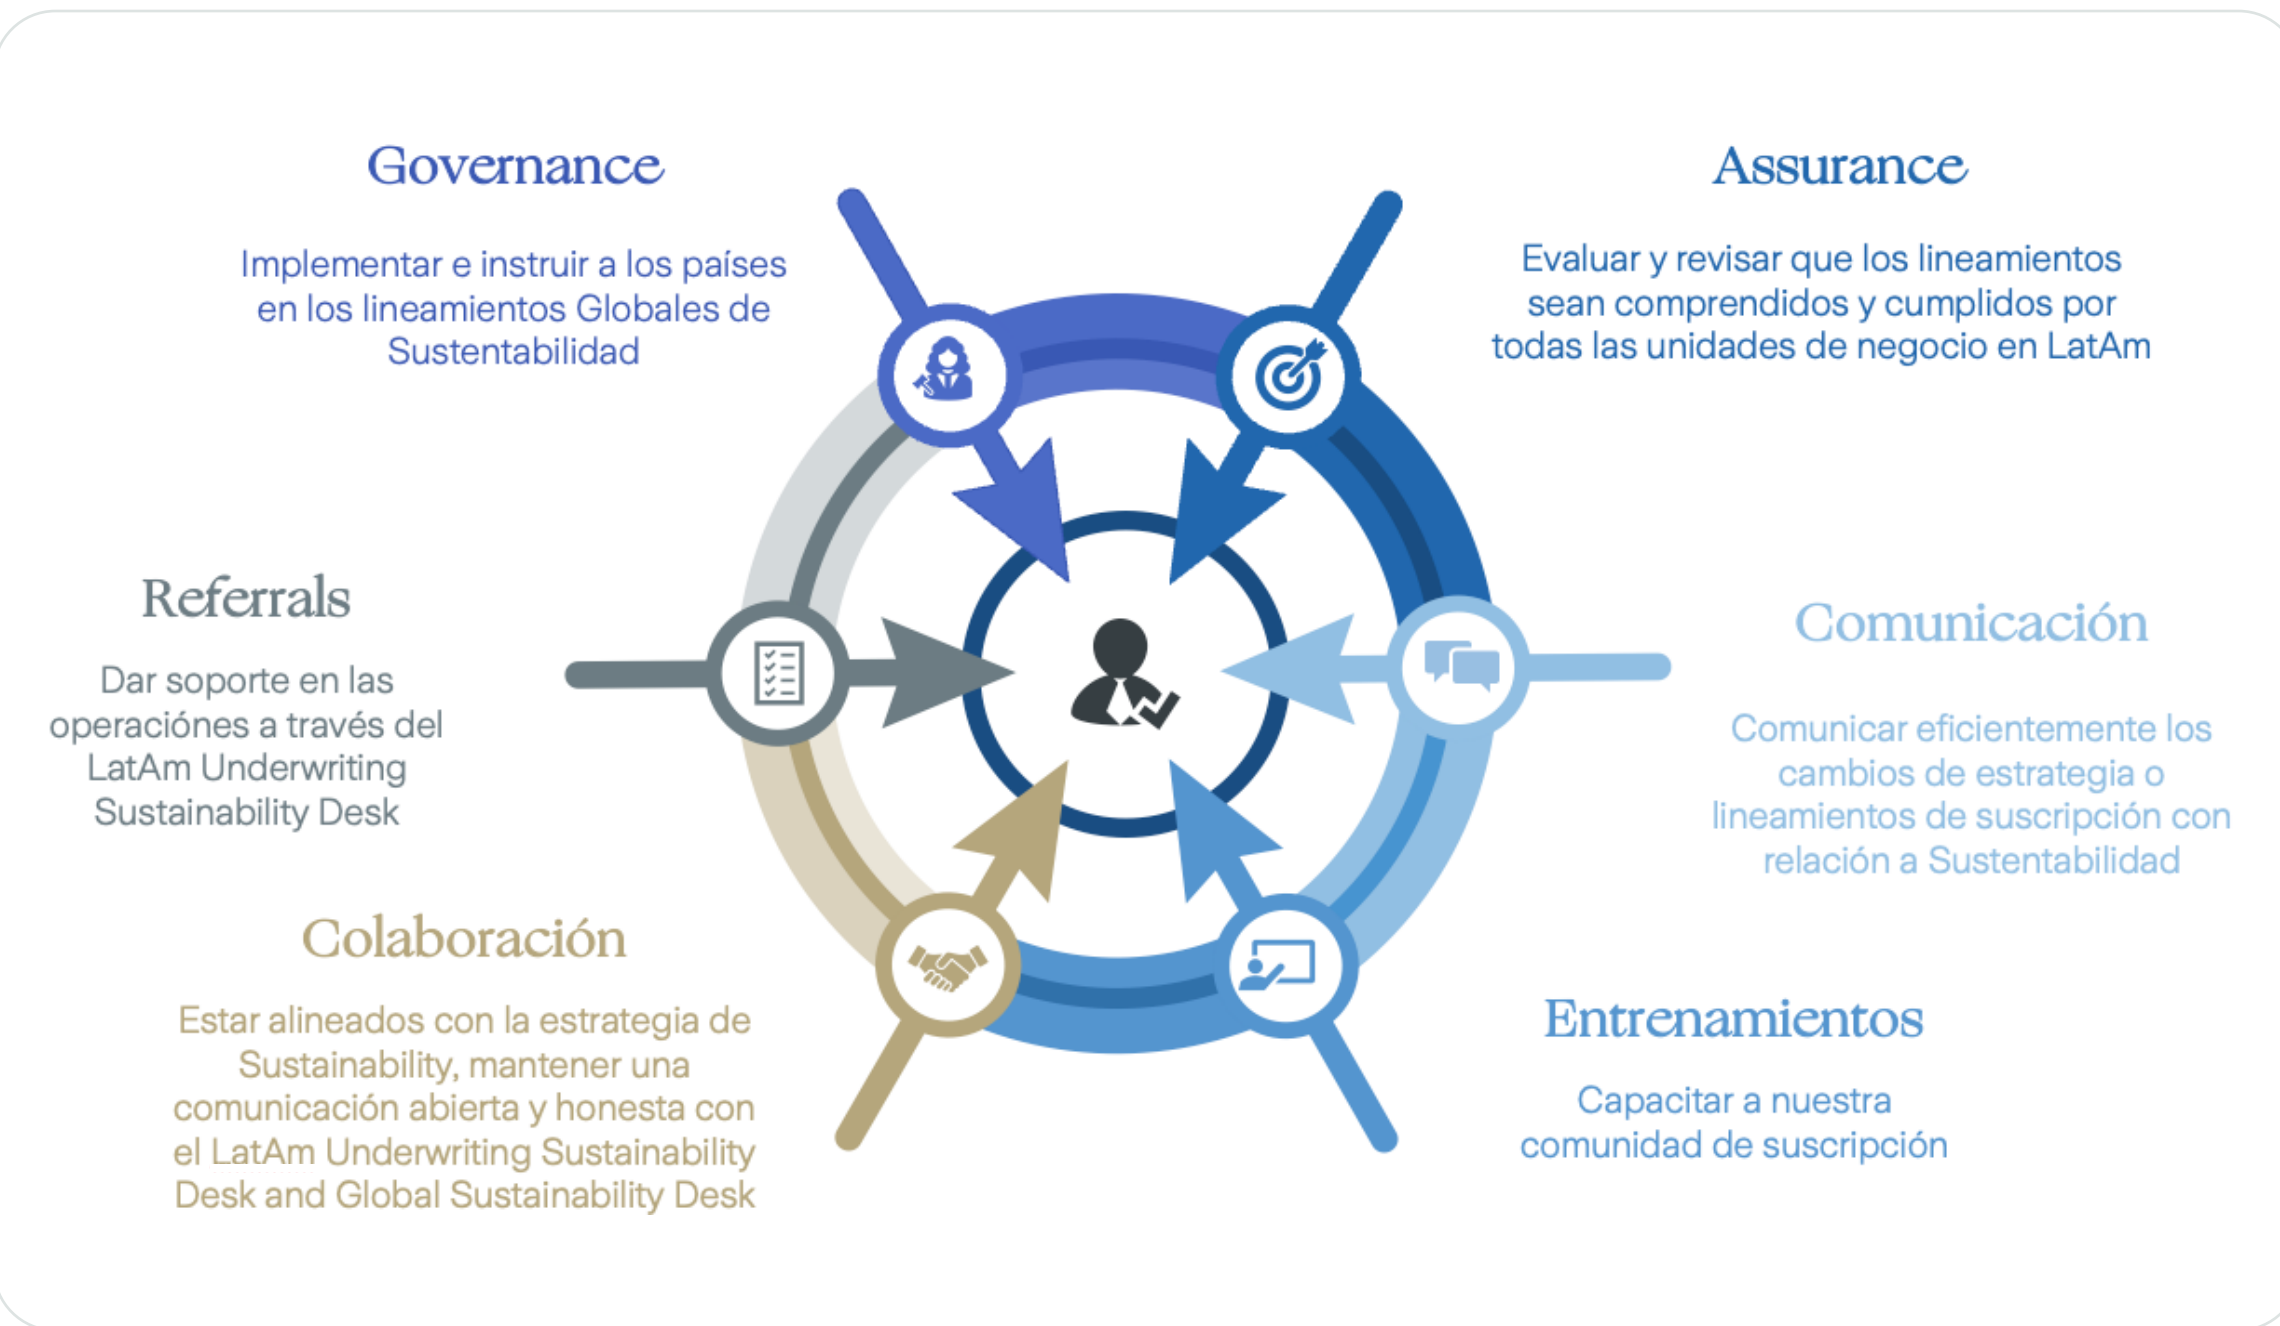 Governance
Implementar e instruir a los países
en los lineamientos Globales de
Sustentabilidad
Assurance
Evaluar y revisar que los lineamientos
sean comprendidos y cumplidos por
todas las unidades de negocio en LatAm
Referrals
Dar soporte en las
operaciónes a través del
LatAm Underwriting
Sustainability Desk
Comunicación
Comunicar eficientemente los
cambios de estrategia o
lineamientos de suscripción con
relación a Sustentabilidad
Colaboración
Estar alineados con la estrategia de
Sustainability, mantener una
comunicación abierta y honesta con
el LatAm Underwriting Sustainability
Desk and Global Sustainability Desk
Entrenamientos
Capacitar a nuestra
comunidad de suscripción